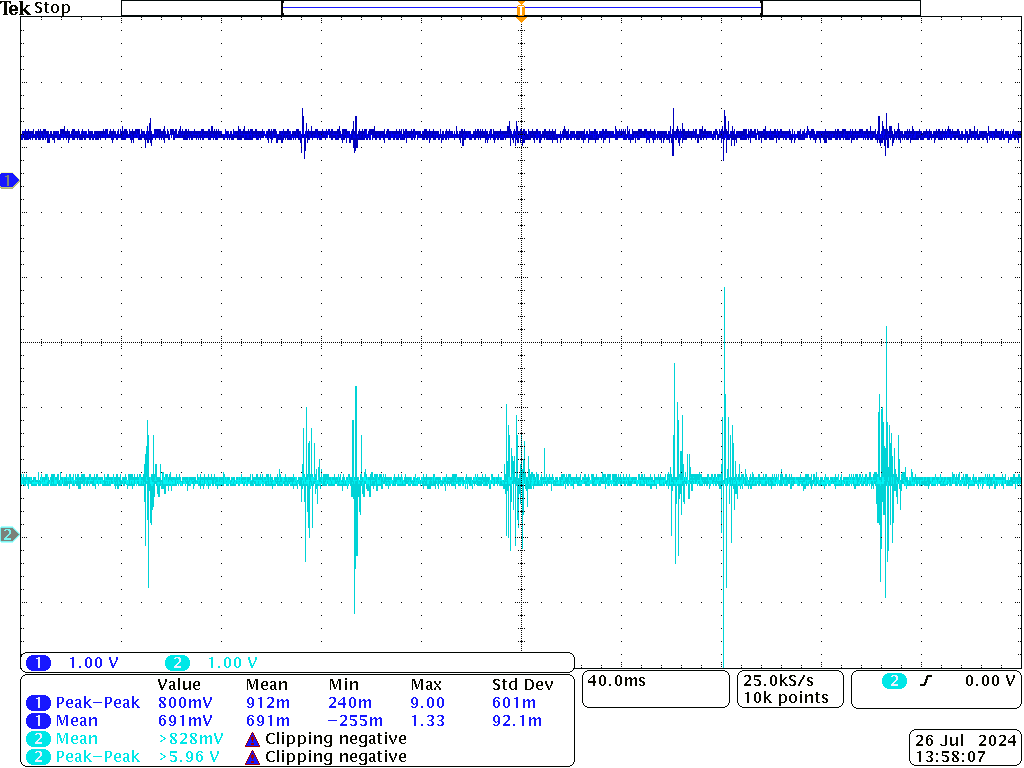 Tek Stop
T
1
2
1 1.00 V 2 1.00 V
Value Mean Min Max Std Dev
1 Peak-Peak 800mV 912m 240m 9.00 601m
1 Mean 691mV 691m -255m 1.33 92.1m
2 Mean >828mV Clipping negative
2 Peak-Peak >5.96 V Clipping negative
40.0ms
25.0kS/s
10k points
2 0.00 V
26 Jul 2024
13:58:07